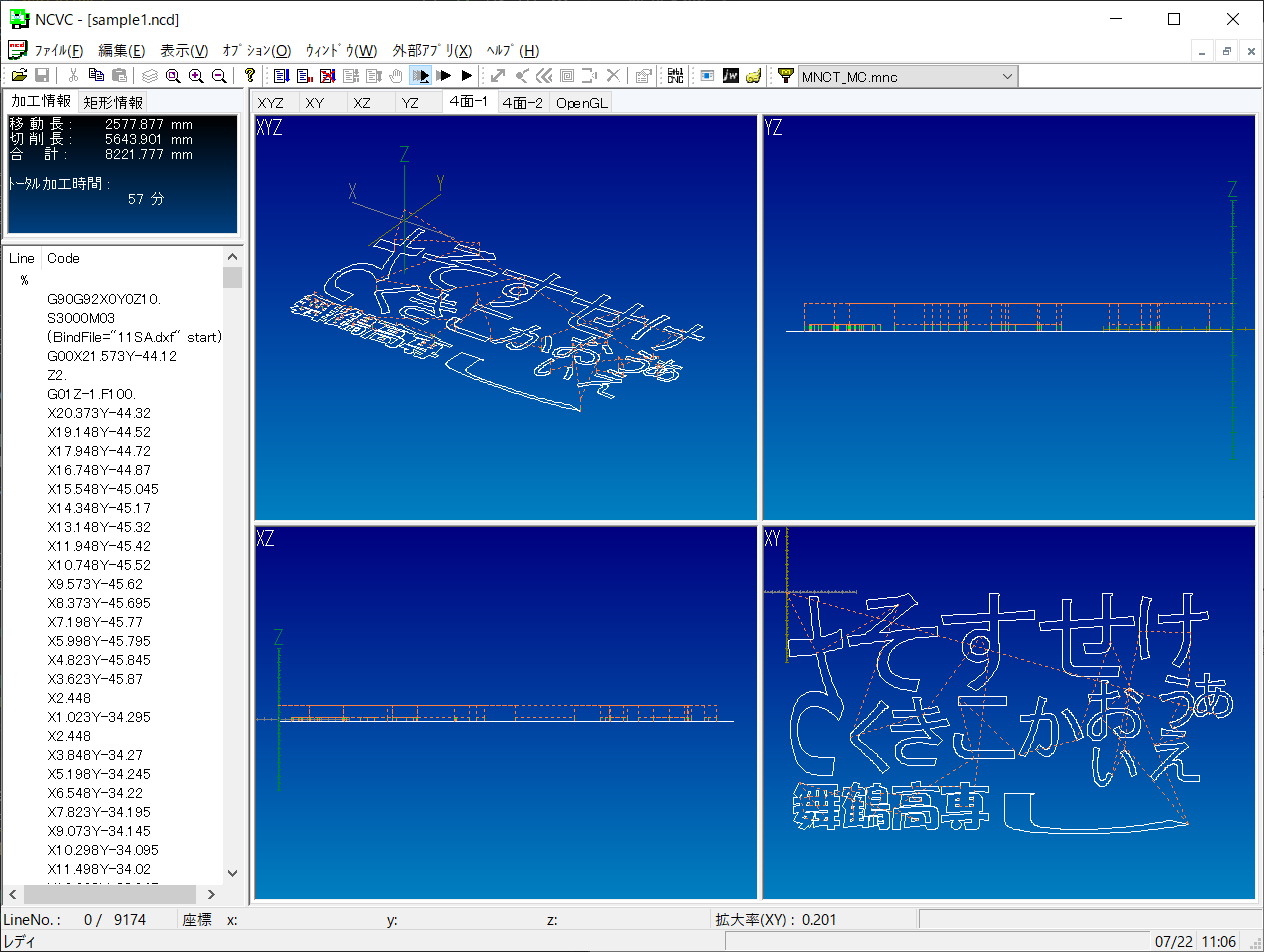 NCVC - [sample1.ncd]
ﾌｧｲﾙ(F) 編集(E) 表示(V) ｵﾌﾟｼｮﾝ(O) ｳｨﾝﾄﾞｳ(W) 外部ｱﾌﾟﾘ(X) ﾍﾙﾌﾟ(H)
MNCT_MC.mnc
加工情報 矩形情報
XYZ XY XZ YZ 4面-1 4面-2 OpenGL
移 動 長 : 2577.877 mm
切 削 長 : 5643.901 mm
合 計 : 8221.777 mm
ﾄｰﾀﾙ加工時間 :
57 分
Line Code
%
G90G92X0Y0Z10.
S3000M03
(BindFile="11SA.dxf" start)
G00X21.573Y-44.12
Z2.
G01Z-1.F100.
X20.373Y-44.32
X19.148Y-44.52
X17.948Y-44.72
X16.748Y-44.87
X15.548Y-45.045
X14.348Y-45.17
X13.148Y-45.32
X11.948Y-45.42
X10.748Y-45.52
X9.573Y-45.62
X8.373Y-45.695
X7.198Y-45.77
X5.998Y-45.795
X4.823Y-45.845
X3.623Y-45.87
X2.448
X1.023Y-34.295
X2.448
X3.848Y-34.27
X5.198Y-34.245
X6.548Y-34.22
X7.823Y-34.195
X9.073Y-34.145
X10.298Y-34.095
X11.498Y-34.02
XYZ
Z
X
Y
YZ
Z
XZ
Z
XY
よそすせけ
しくきこかおうぁ
いえ
舞鶴高専
LineNo. : 0 / 9174 座標 x: y: z: 拡大率(XY) : 0.201
レディ 07/22 11:06